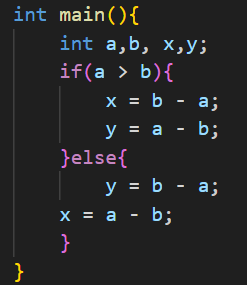 int main(){
    int a,b, x,y;
    if(a > b){
        x = b - a;
        y = a - b;
    }else{
        y = b - a;
    x = a - b;
    }
}